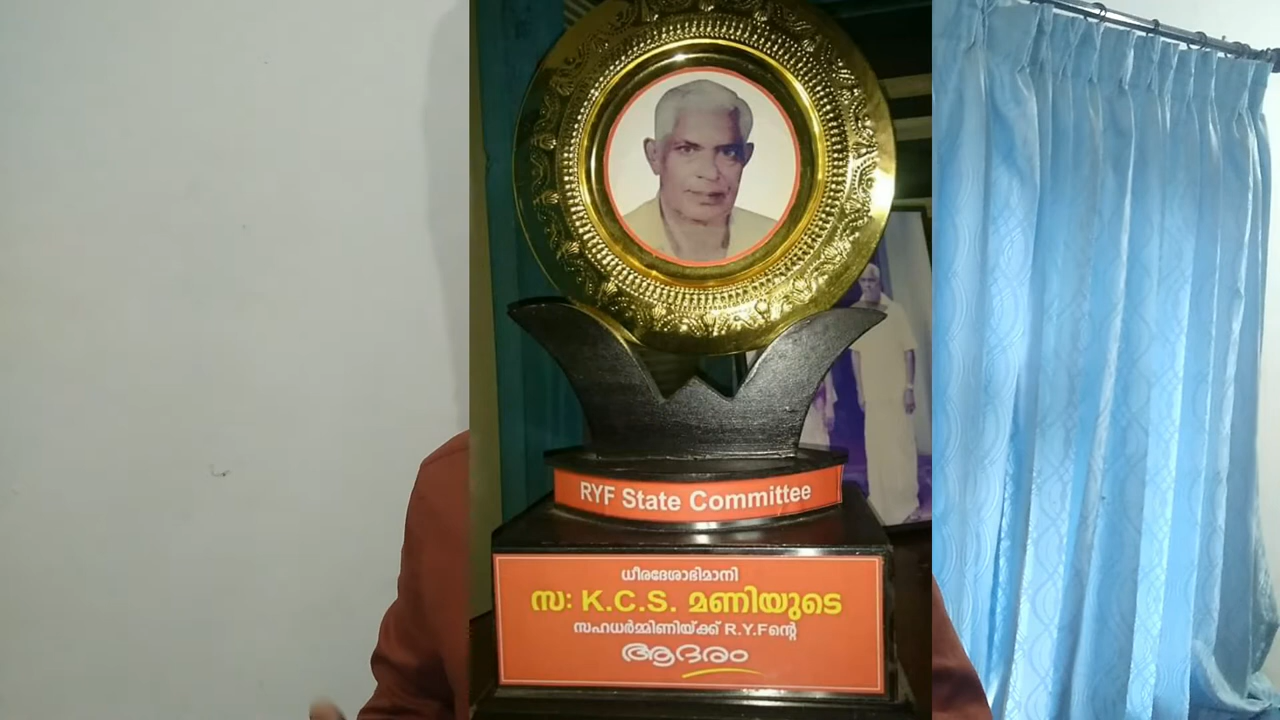 RYF State Committee
ധീരദേശാഭിമാനി
സഃ K.C.S. മണിയുടെ
സഹധർമ്മിണിയ്ക്ക് R.Y.Fന്റെ
ആദരം